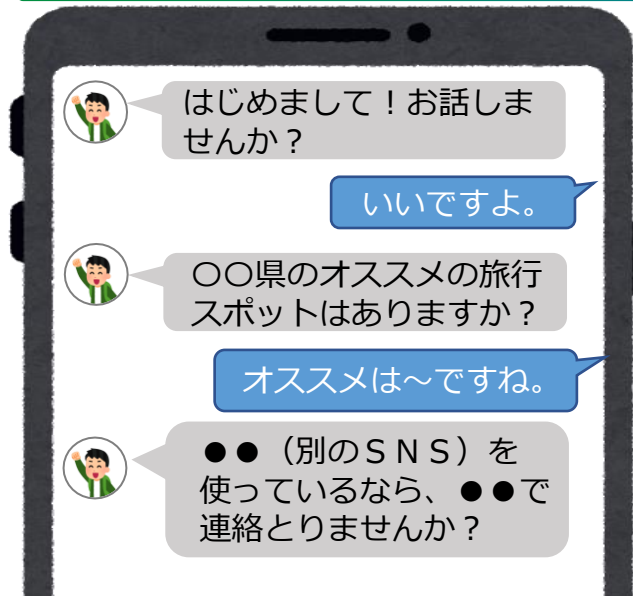 はじめまして！お話しま
せんか？
いいですよ。
〇〇県のオススメの旅行
スポットはありますか？
オススメは～ですね。
●●（別のＳＮＳ）を
使っているなら、●●で
連絡とりませんか？